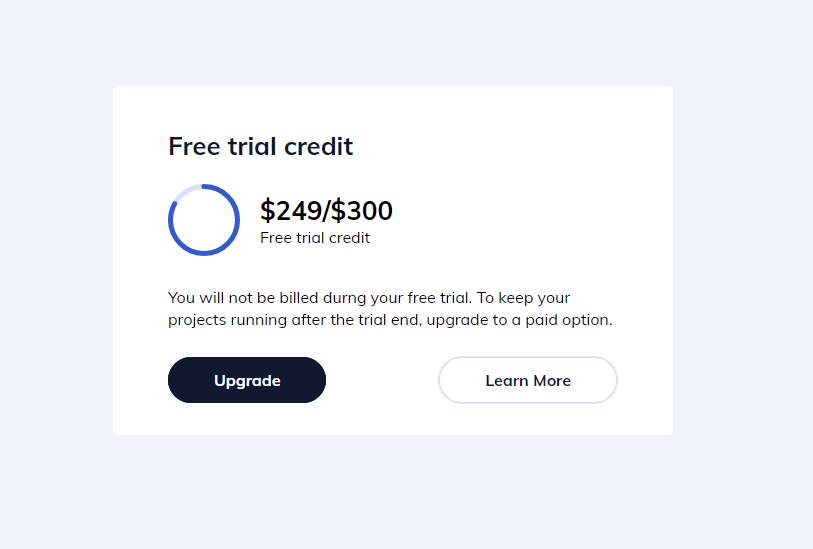 Free trial credit
$249/$300
Free trial credit
You will not be billed durng your free trial. To keep your
projects running after the trial end, upgrade to a paid option.
Upgrade
Learn More